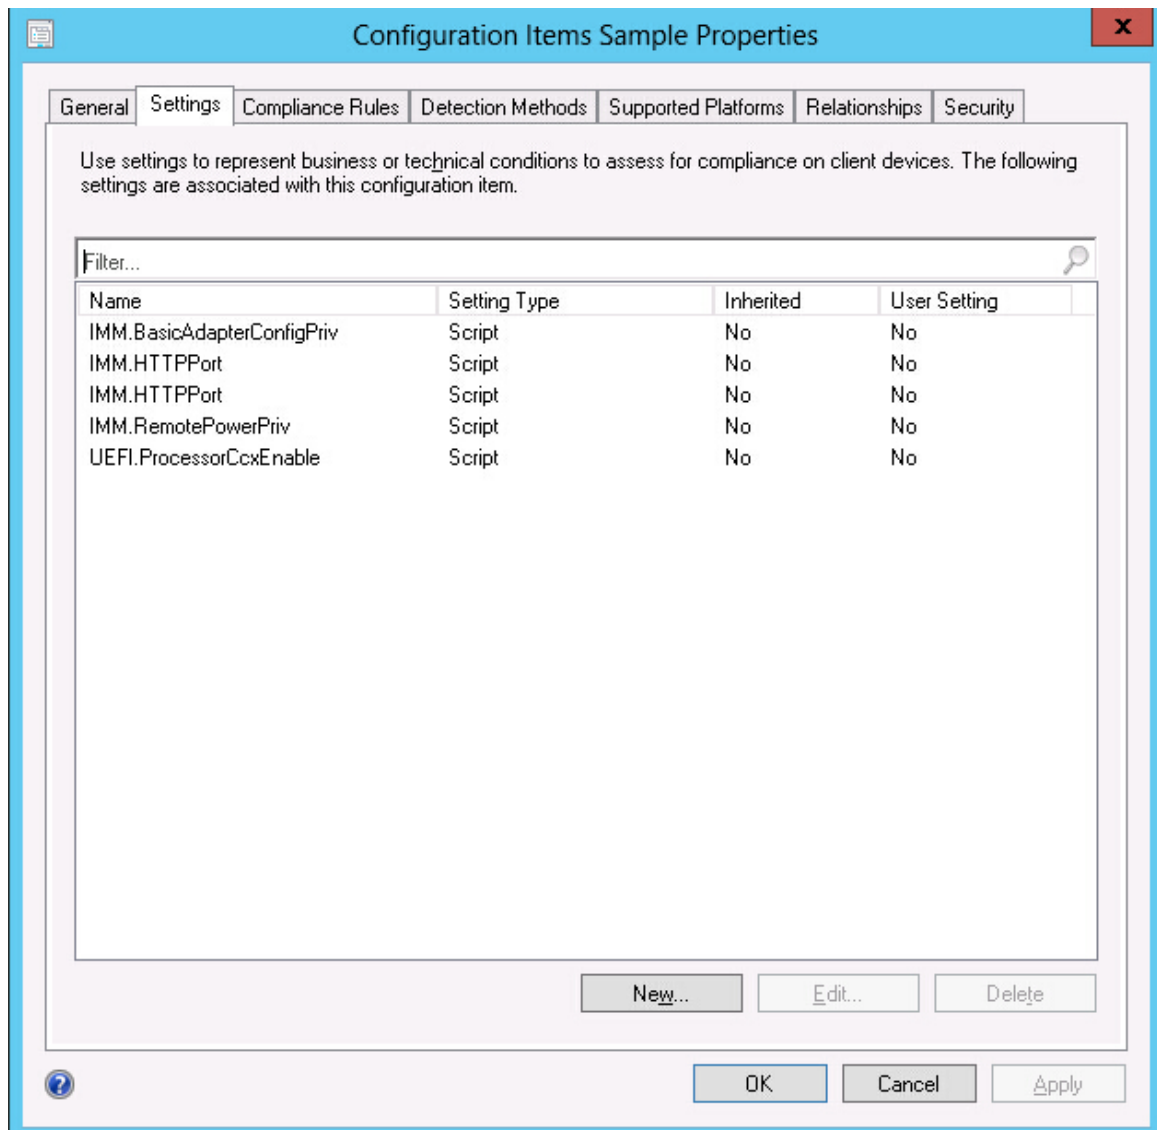 Configuration Items Sample Properties
x
General Settings Compliance Rules Detection Methods Supported Platforms Relationships Security
Use settings to represent business or technical conditions to assess for compliance on client devices. The following
settings are associated with this configuration item.
Filter...
Name Setting Type Inherited User Setting
IMM.BasicAdapterConfigPriv Script No No
IMM.HTTPPort Script No No
IMM.HTTPPort Script No No
IMM.RemotePowerPriv Script No No
UEFI.ProcessorCcxEnable Script No No
New... Edit... Delete
? OK Cancel Apply